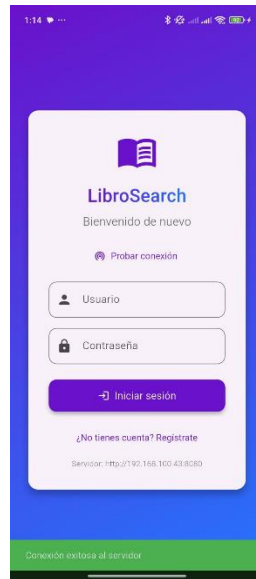 1:14
LibroSearch
Bienvenido de nuevo
Probar conexión
Usuario
Contraseña
Iniciar sesión
¿No tienes cuenta? Regístrate
Servidor: http://192.168.100.43:8080
Conexión exitosa al servidor